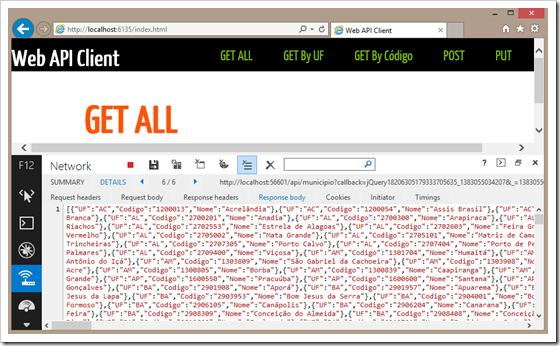 http://localhost:6135/index.html
Web API Client
Web API Client
GET ALL GET By UF GET By Código POST PUT
GET ALL
F12 Network
SUMMARY DETAILS 6 / 6 http://localhost:56601/api/municipio?callback=jQuery18206305179333705635_1383055034207&_=13830550
Request headers Request body Response headers Response body Cookies Initiator Timings
1 [{"UF":"AC","Codigo":"1200013","Nome":"Acrelândia"},{"UF":"AC","Codigo":"1200054","Nome":"Assis Brasil"},{"UF":"AC
Branca"},{"UF":"AL","Codigo":"2700201","Nome":"Anadia"},{"UF":"AL","Codigo":"2700300","Nome":"Arapiraca"},{"UF":"AL
Riachos"},{"UF":"AL","Codigo":"2702553","Nome":"Estrela de Alagoas"},{"UF":"AL","Codigo":"2702603","Nome":"Feira Gr
Vermelho"},{"UF":"AL","Codigo":"2705002","Nome":"Mata Grande"},{"UF":"AL","Codigo":"2705101","Nome":"Matriz de Cama
Trincheiras"},{"UF":"AL","Codigo":"2707305","Nome":"Porto Calvo"},{"UF":"AL","Codigo":"2707404","Nome":"Porto de Pe
Palmares"},{"UF":"AL","Codigo":"2709400","Nome":"Viçosa"},{"UF":"AM","Codigo":"1301704","Nome":"Humaitá"},{"UF":"A
Antônio do Içá"},{"UF":"AM","Codigo":"1303809","Nome":"São Gabriel da Cachoeira"},{"UF":"AM","Codigo":"1303908","No
Acre"},{"UF":"AM","Codigo":"1300805","Nome":"Borba"},{"UF":"AM","Codigo":"1300839","Nome":"Caapiranga"},{"UF":"AM"
Grande"},{"UF":"AP","Codigo":"1600550","Nome":"Pracuúba"},{"UF":"AP","Codigo":"1600600","Nome":"Santana"},{"UF":"AP
Gonçalves"},{"UF":"BA","Codigo":"2901908","Nome":"Aporá"},{"UF":"BA","Codigo":"2901957","Nome":"Apuarema"},{"UF":"B
Jesus da Lapa"},{"UF":"BA","Codigo":"2903953","Nome":"Bom Jesus da Serra"},{"UF":"BA","Codigo":"2904001","Nome":"Bo
Formoso"},{"UF":"BA","Codigo":"2906105","Nome":"Canápolis"},{"UF":"BA","Codigo":"2906204","Nome":"Canarana"},{"UF":
Feira"},{"UF":"BA","Codigo":"2908309","Nome":"Conceição do Almeida"},{"UF":"BA","Codigo":"2908408","Nome":"Conceiçã